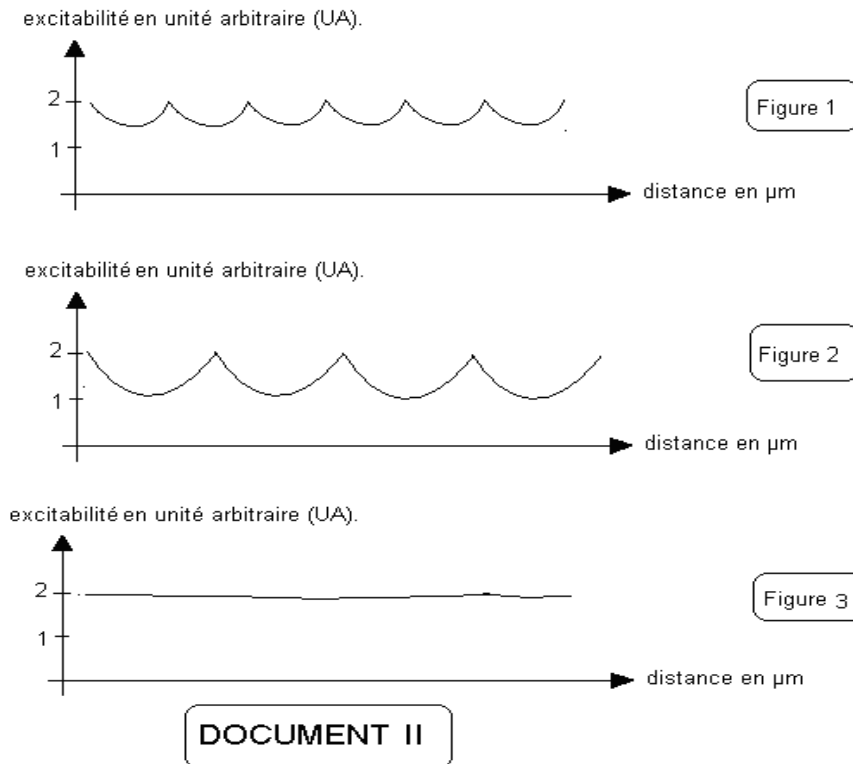 excitabilité en unité arbitraire (UA).
2
Figure 1
1
distance en µm
excitabilité en unité arbitraire (UA).
2
Figure 2
1
distance en µm
excitabilité en unité arbitraire (UA).
2
Figure 3
1
distance en µm
DOCUMENT II